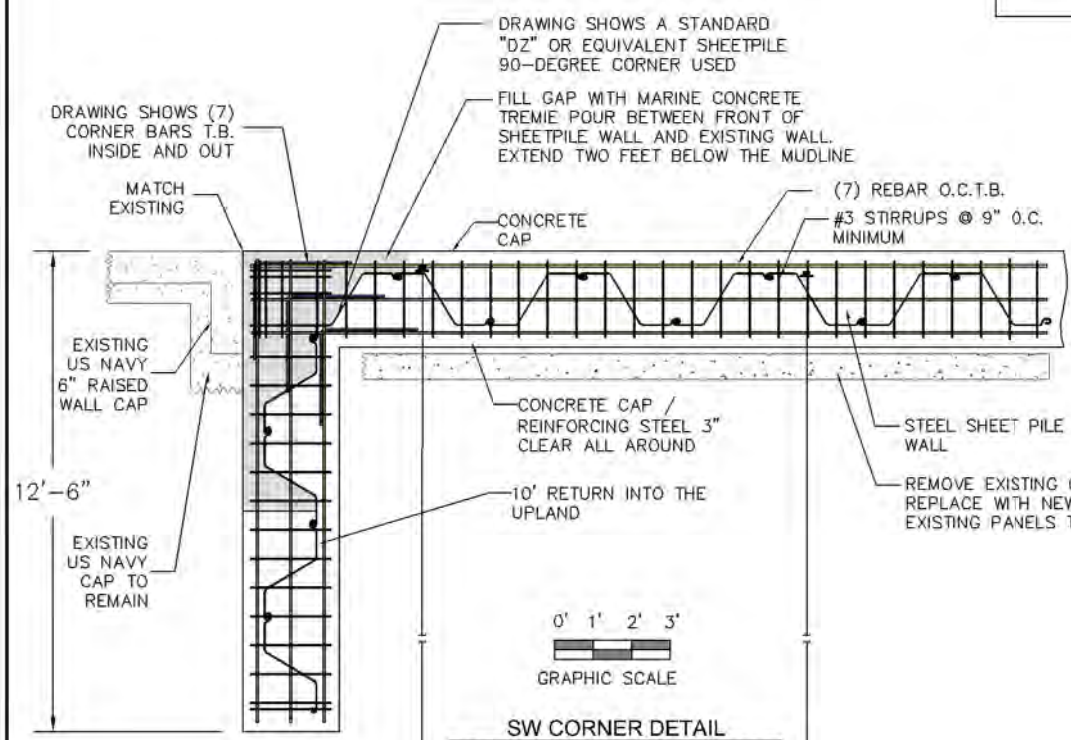 DRAWING SHOWS A STANDARD
"DZ" OR EQUIVALENT SHEETPILE
90-DEGREE CORNER USED
DRAWING SHOWS (7)
CORNER BARS T.B.
INSIDE AND OUT
FILL GAP WITH MARINE CONCRETE
TREMIE POUR BETWEEN FRONT OF
SHEETPILE WALL AND EXISTING WALL.
EXTEND TWO FEET BELOW THE MUDLINE
MATCH
EXISTING
CONCRETE
CAP
(7) REBAR O.C.T.B.
#3 STIRRUPS @ 9" O.C.
MINIMUM
EXISTING
US NAVY
6" RAISED
WALL CAP
CONCRETE CAP /
REINFORCING STEEL 3"
CLEAR ALL AROUND
STEEL SHEET PILE
WALL
REMOVE EXISTING
REPLACE WITH NEW
EXISTING PANELS
12'-6"
10' RETURN INTO THE
UPLAND
EXISTING
US NAVY
CAP TO
REMAIN
0' 1' 2' 3'
GRAPHIC SCALE
SW CORNER DETAIL